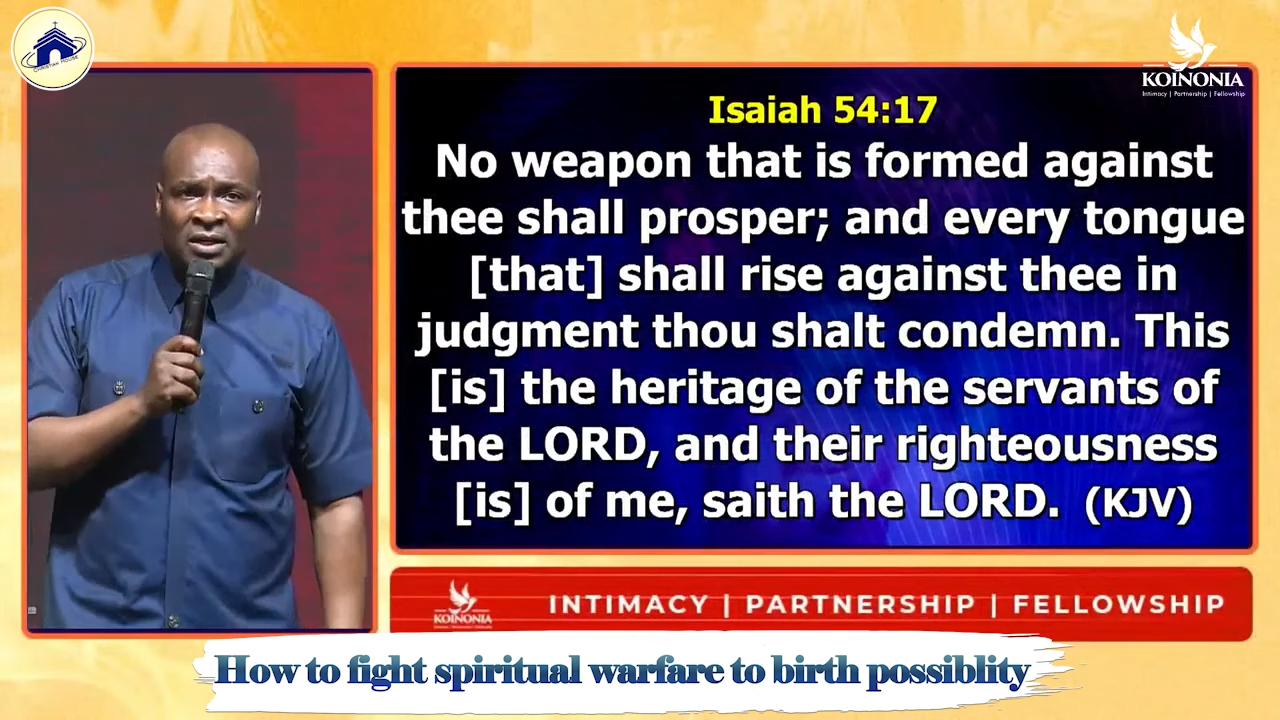 CHRISTIAN HOUSE
KOINONIA
Intimacy | Partnership | Fellowship
Isaiah 54:17
No weapon that is formed against
thee shall prosper; and every tongue
[that] shall rise against thee in
judgment thou shalt condemn. This
[is] the heritage of the servants of
the LORD, and their righteousness
[is] of me, saith the LORD. (KJV)
KOINONIA
INTIMACY | PARTNERSHIP | FELLOWSHIP
How to fight spiritual warfare to birth possiblity